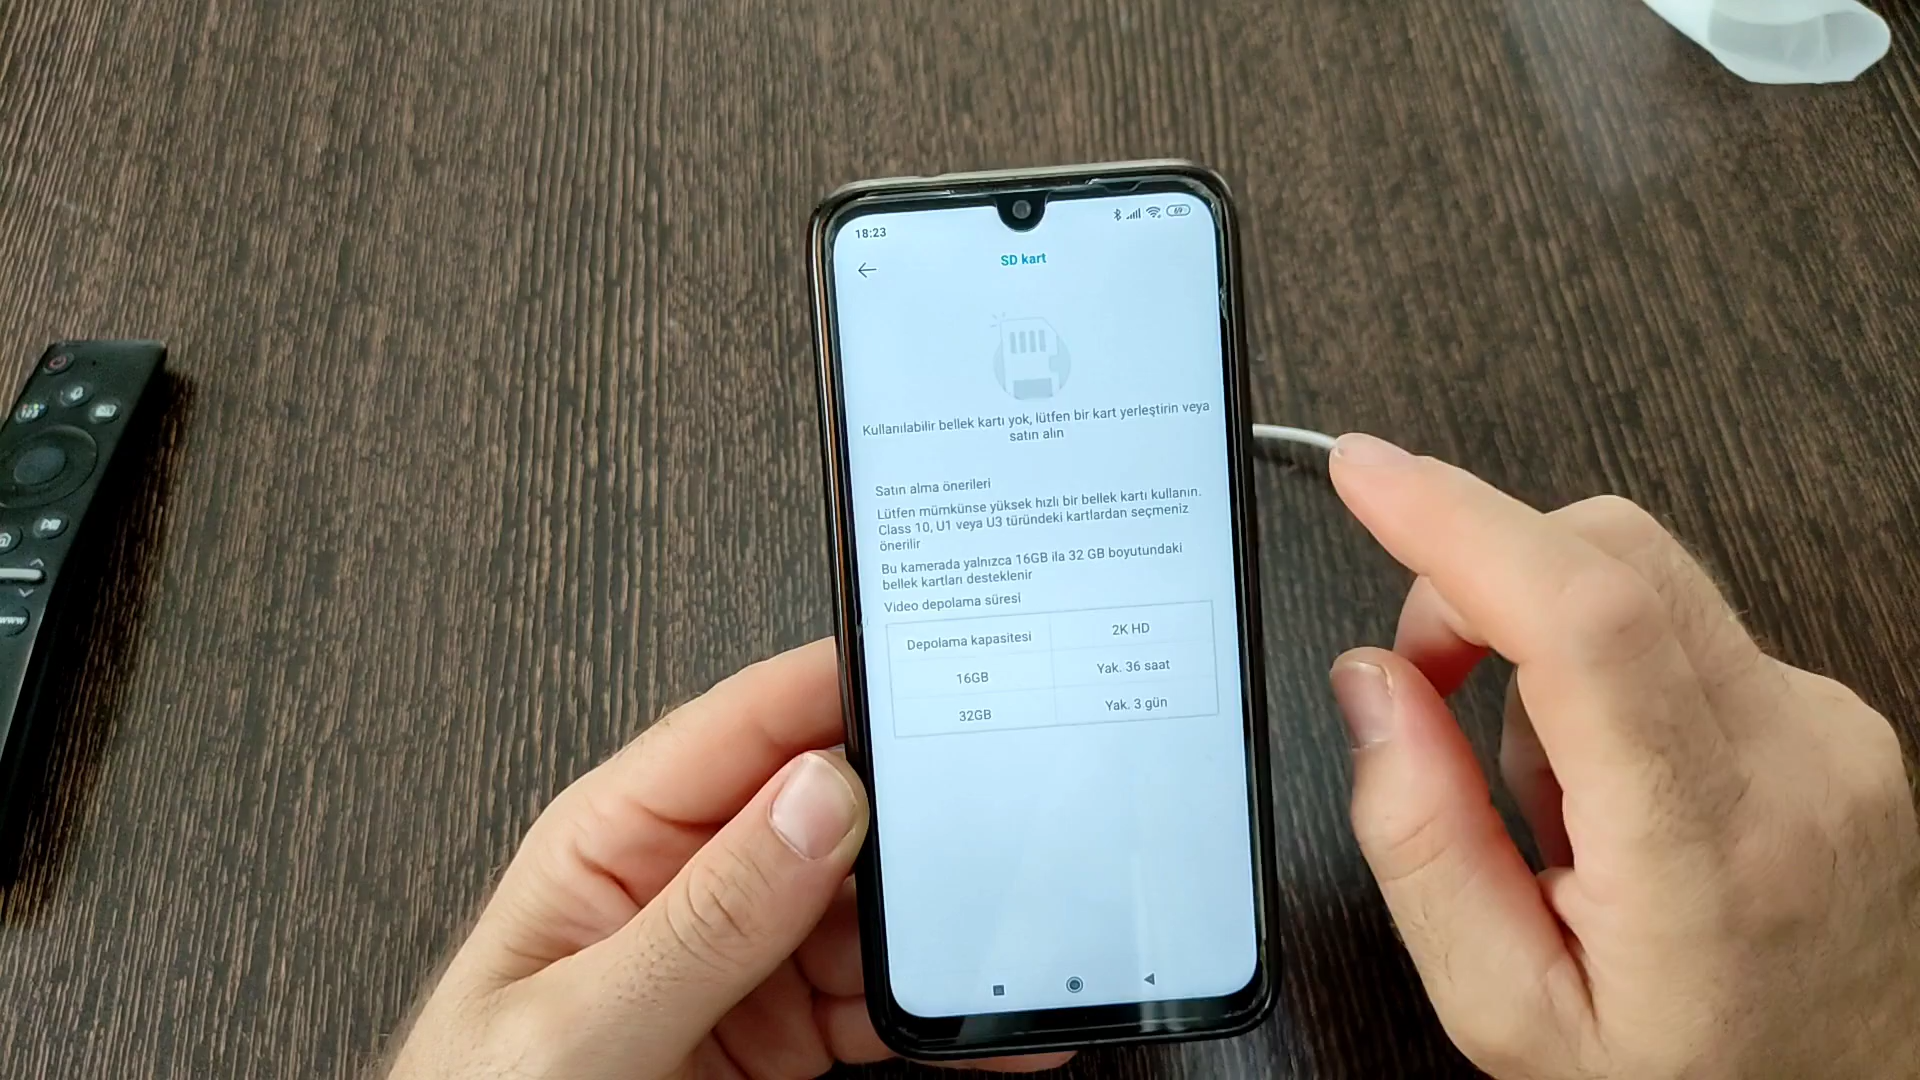 18:23
69
SD kart
Kullanılabilir bellek kartı yok, lütfen bir kart yerleştirin veya
satın alın
Satın alma önerileri
Lütfen mümkünse yüksek hızlı bir bellek kartı kullanın.
Class 10, U1 veya U3 türündeki kartlardan seçmeniz
önerilir
Bu kamerada yalnızca 16GB ila 32 GB boyutundaki
bellek kartları desteklenir
Video depolama süresi
Depolama kapasitesi 2K HD
16GB Yak. 36 saat
32GB Yak. 3 gün
123
www